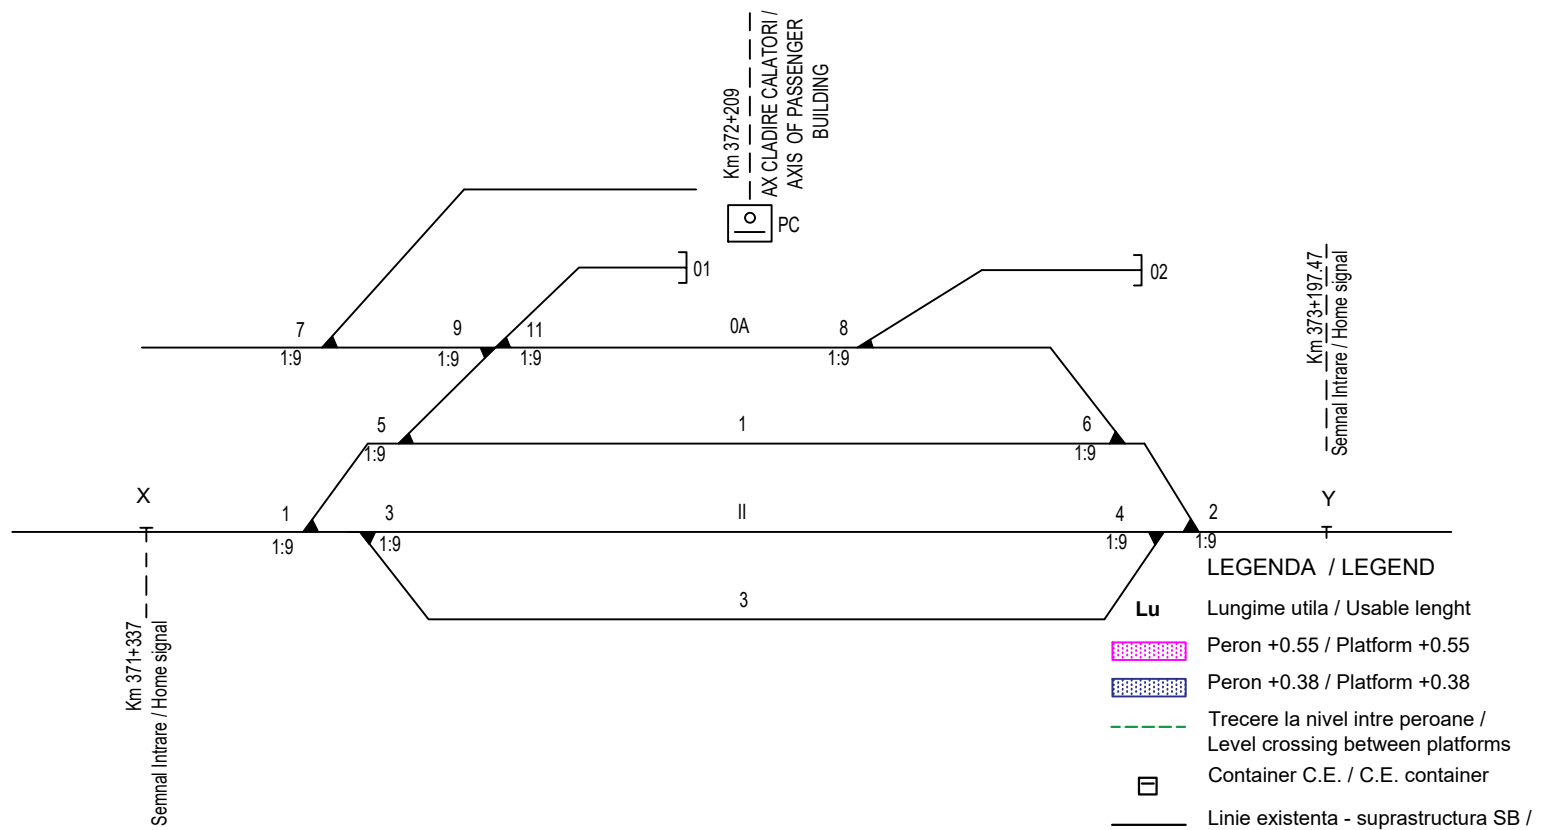 Km 372+209
AX CLADIRE CALATORI /
AXIS OF PASSENGER
BUILDING
PC
01
02
Km 373+197.47
Semnal Intrare / Home signal
7
9
11
0A
8
1:9
1:9
1:9
1:9
5
1
6
1:9
1:9
X
Y
1
3
II
4
2
1:9
1:9
1:9
1:9
3
Km 371+337
Semnal Intrare / Home signal
LEGENDA / LEGEND
Lu Lungime utila / Usable lenght
Peron +0.55 / Platform +0.55
Peron +0.38 / Platform +0.38
Trecere la nivel intre peroane /
Level crossing between platforms
Container C.E. / C.E. container
Linie existenta - suprastructura SB /